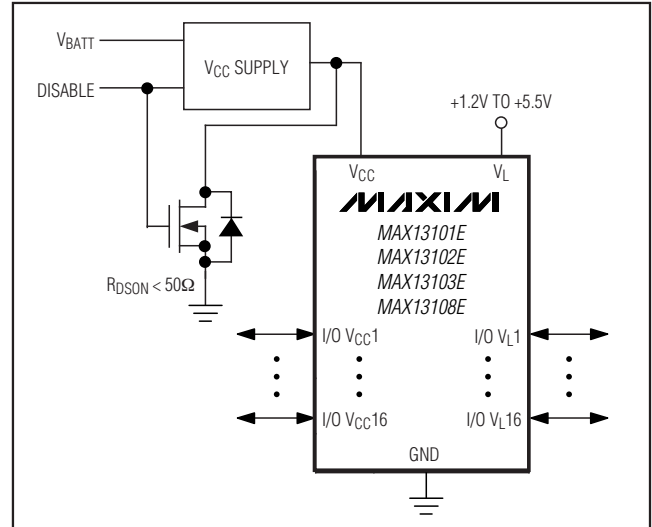 VBATT
VCC SUPPLY
DISABLE
+1.2V TO +5.5V
VCC
VL
MAXIM
MAX13101E
MAX13102E
MAX13103E
MAX13108E
RDSON < 50Ω
I/O VCC1
I/O VL1
I/O VCC16
I/O VL16
GND